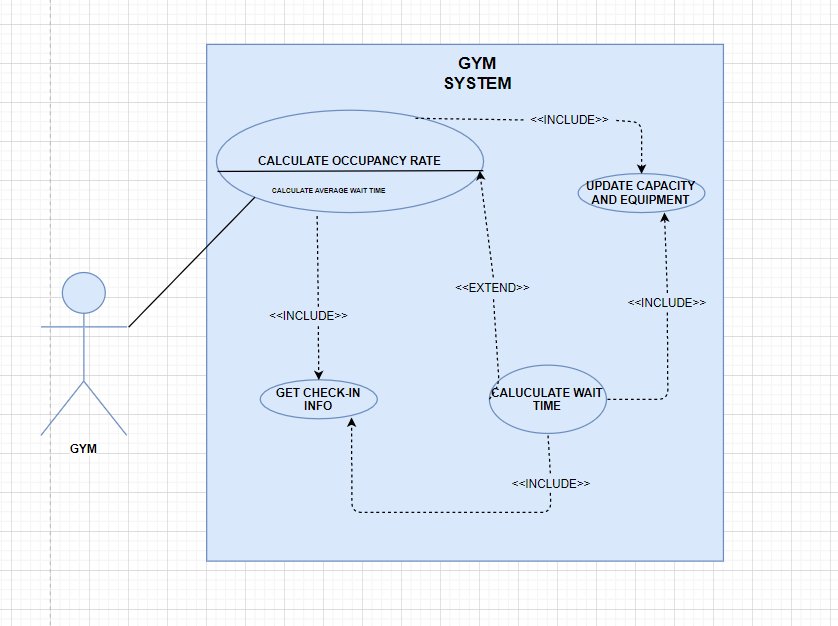 GYM
SYSTEM
<<INCLUDE>>
CALCULATE OCCUPANCY RATE
CALCULATE AVERAGE WAIT TIME
UPDATE CAPACITY
AND EQUIPMENT
<<EXTEND>>
<<INCLUDE>>
<<INCLUDE>>
GET CHECK-IN
INFO
CALUCULATE WAIT
TIME
GYM
<<INCLUDE>>